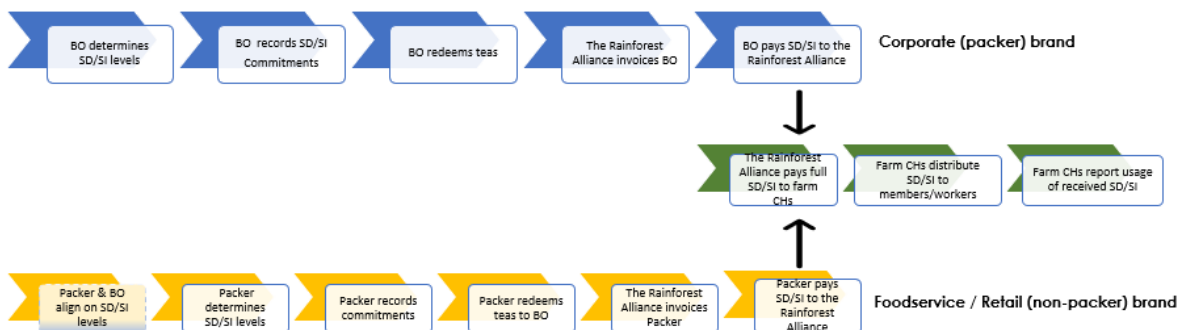 BO determines
SD/SI levels
BO records SD/SI
Commitments
BO redeems teas
The Rainforest
Alliance invoices BO
BO pays SD/SI to the
Rainforest Alliance
Corporate (packer) brand
The Rainforest
Alliance pays full
SD/SI to farm
CHs
Farm CHs distribute
SD/SI to
members/workers
Farm CHs report usage
of received SD/SI
Packer & BO
align on SD/SI
levels
Packer
determines
SD/SI levels
Packer records
commitments
Packer redeems
teas to BO
The Rainforest
Alliance invoices
Packer
Packer pays
SD/SI to the
Rainforest
Alliance
Foodservice / Retail (non-packer) brand